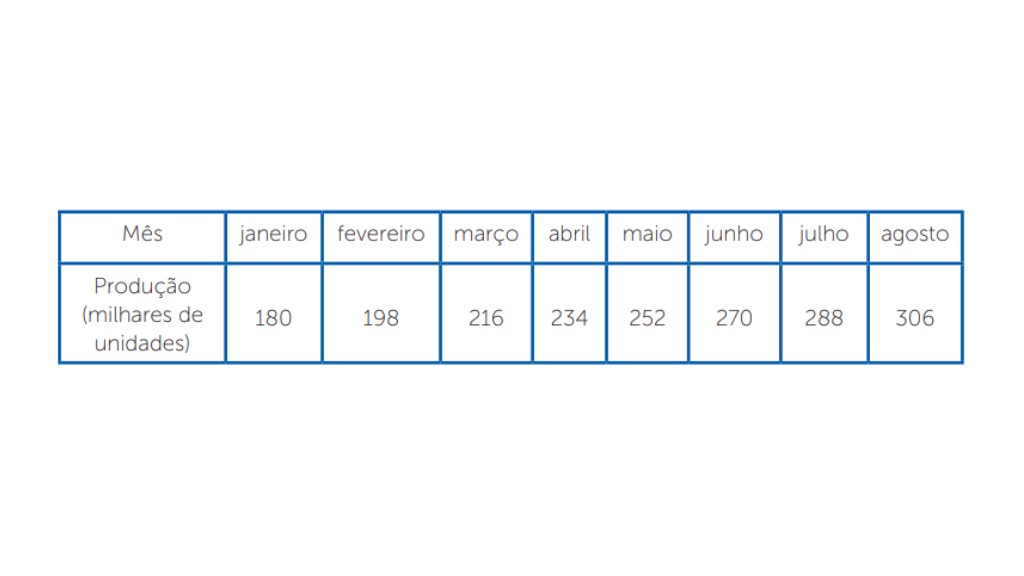 Mês janeiro fevereiro março abril maio junho julho agosto
Produção
(milhares de
unidades)
180 198 216 234 252 270 288 306